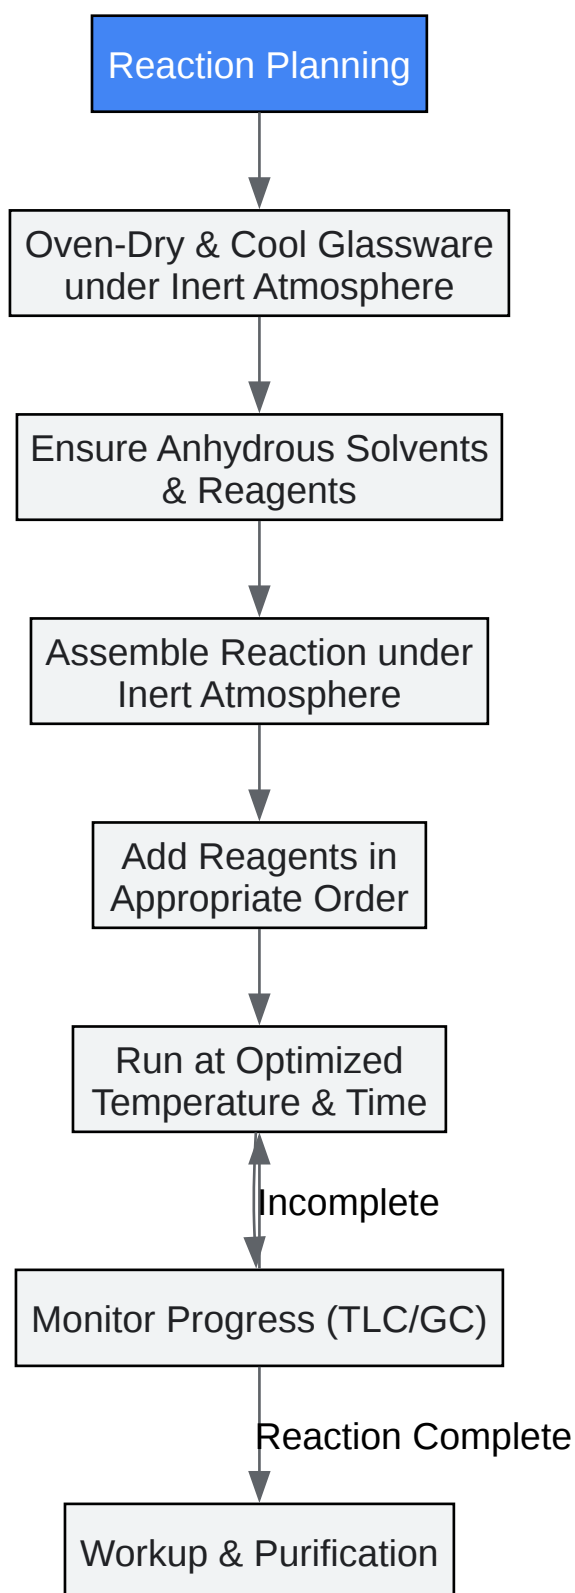 Reaction Planning
Oven-Dry & Cool Glassware
under Inert Atmosphere
Ensure Anhydrous Solvents
& Reagents
Assemble Reaction under
Inert Atmosphere
Add Reagents in
Appropriate Order
Run at Optimized
Temperature & Time
Incomplete
Monitor Progress (TLC/GC)
Reaction Complete
Workup & Purification